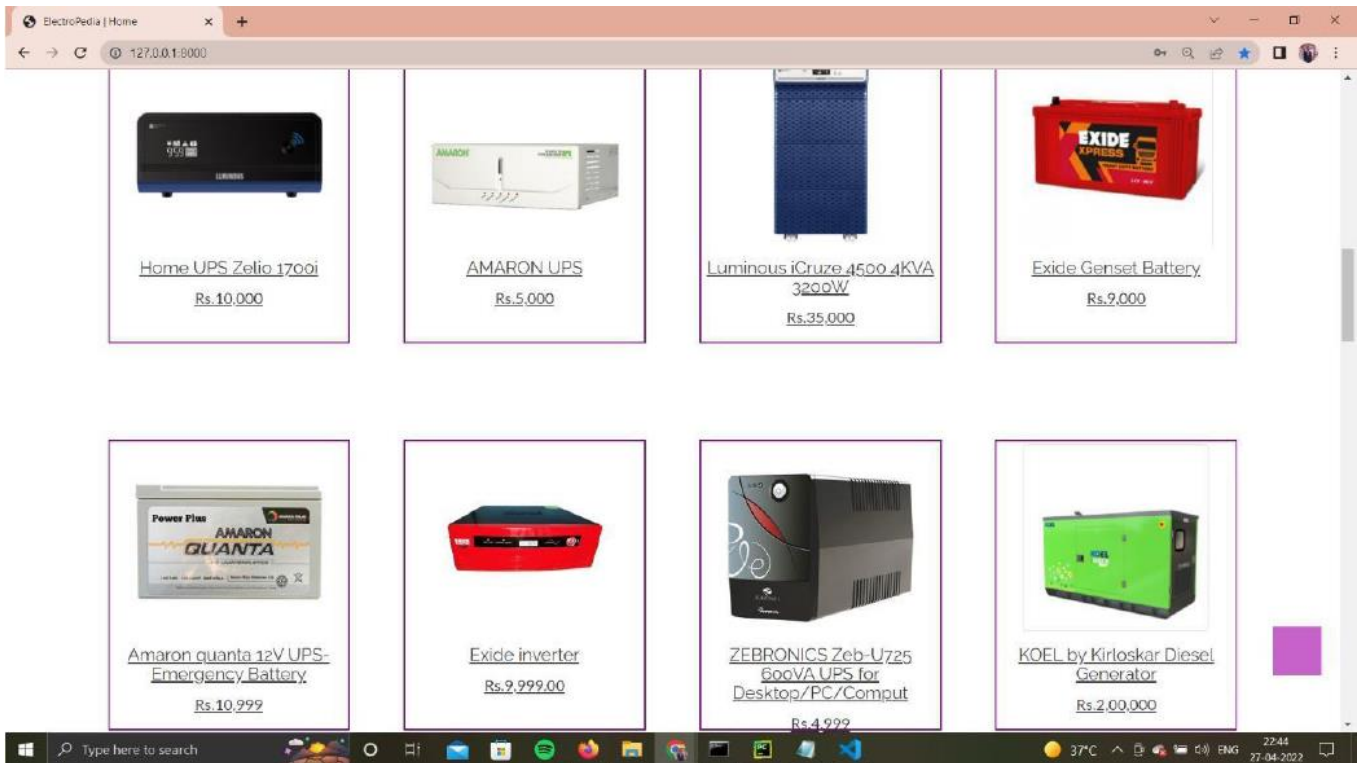 ElectroPedia | Home
127.0.0.1:8000
959
LUMINOUS
AMARON
EXIDE
XPRESS
Home UPS Zelio 1700i
Rs.10,000
AMARON UPS
Rs.5,000
Luminous iCruze 4500 4KVA
3200W
Rs.35,000
Exide Genset Battery
Rs.9,000
Power Plus
AMARON
QUANTA
KOEL
Amaron quanta 12V UPS-
Emergency Battery
Rs.10,999
Exide inverter
Rs.9,999.00
ZEBRONICS Zeb-U725
600VA UPS for
Desktop/PC/Comput
Rs.4,999
KOEL by Kirloskar Diesel
Generator
Rs.2,00,000
Type here to search
37°C
ENG
22:44
27-04-2022